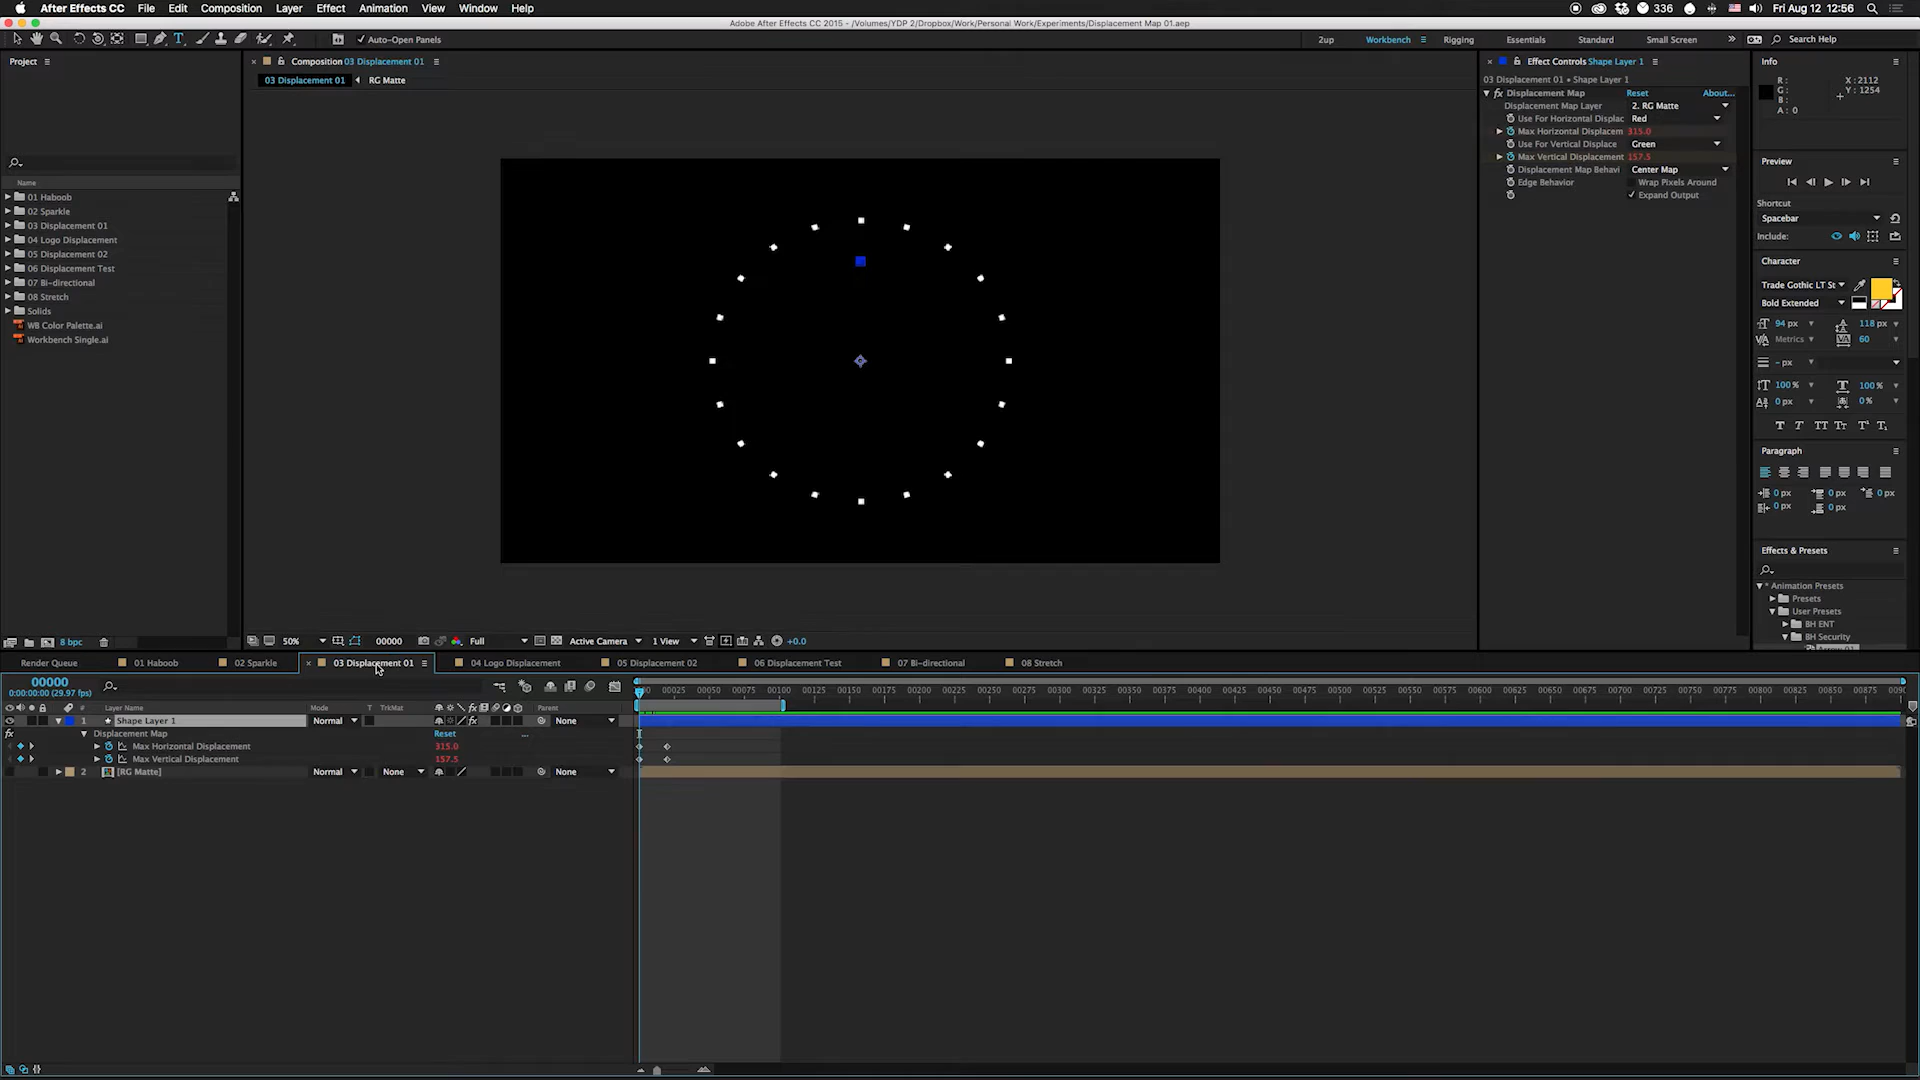 After Effects CC File Edit Composition Layer Effect Animation View Window Help 336 Fri Aug 12 12:56
Adobe After Effects CC 2015 - /Volumes/YDP 2/Dropbox/Work/Personal Work/Experiments/Displacement Map 01.aep
Auto-Open Panels 2up Workbench Rigging Essentials Standard Small Screen Search Help
Project
Name
01 Haboob
02 Sparkle
03 Displacement 01
04 Logo Displacement
05 Displacement 02
06 Displacement Test
07 Bi-directional
08 Stretch
Solids
WB Color Palette.ai
Workbench Single.ai
8 bpc
Composition 03 Displacement 01
03 Displacement 01 RG Matte
50% 00000 Full Active Camera 1 View +0.0
Effect Controls Shape Layer 1
03 Displacement 01 • Shape Layer 1
Displacement Map Reset About...
Displacement Map Layer 2. RG Matte
Use For Horizontal Displac Red
Max Horizontal Displacem 315.0
Use For Vertical Displace Green
Max Vertical Displacement 157.5
Displacement Map Behavi Center Map
Edge Behavior Wrap Pixels Around
Expand Output
Info
R: X: 2112
G: Y: 1254
B:
A: 0
Preview
Shortcut
Spacebar
Include:
Character
Trade Gothic LT St
Bold Extended
94 px 118 px
Metrics 60
- px
100% 100%
0 px 0%
T T TT Tr T¹ T₁
Paragraph
0 px 0 px 0 px
0 px 0 px
Effects & Presets
* Animation Presets
Presets
User Presets
BH ENT
BH Security
Render Queue 01 Haboob 02 Sparkle 03 Displacement 01 04 Logo Displacement 05 Displacement 02 06 Displacement Test 07 Bi-directional 08 Stretch
00000
0:00:00:00 (29.97 fps)
00025 00050 00075 00100 00125 00150 00175 00200 00225 00250 00275 00300 00325 00350 00375 00400 00425 00450 00475 00500 00525 00550 00575 00600 00625 00650 00675 00700 00725 00750 00775 00800 00825 00850 00875 0090
# Layer Name Mode T TrkMat Parent
1 Shape Layer 1 Normal None
Displacement Map Reset ...
Max Horizontal Displacement 315.0
Max Vertical Displacement 157.5
2 [RG Matte] Normal None None